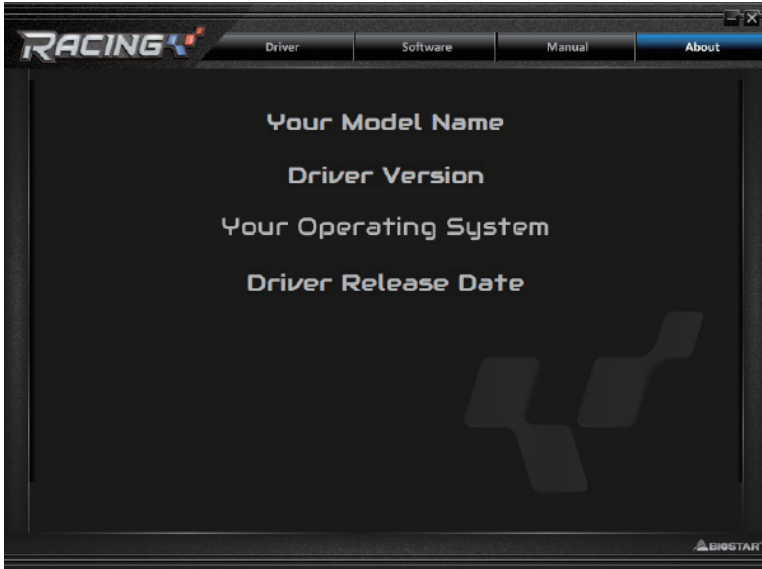 RACING
Driver
Software
Manual
About
Your Model Name
Driver Version
Your Operating System
Driver Release Date
BIOSTAR